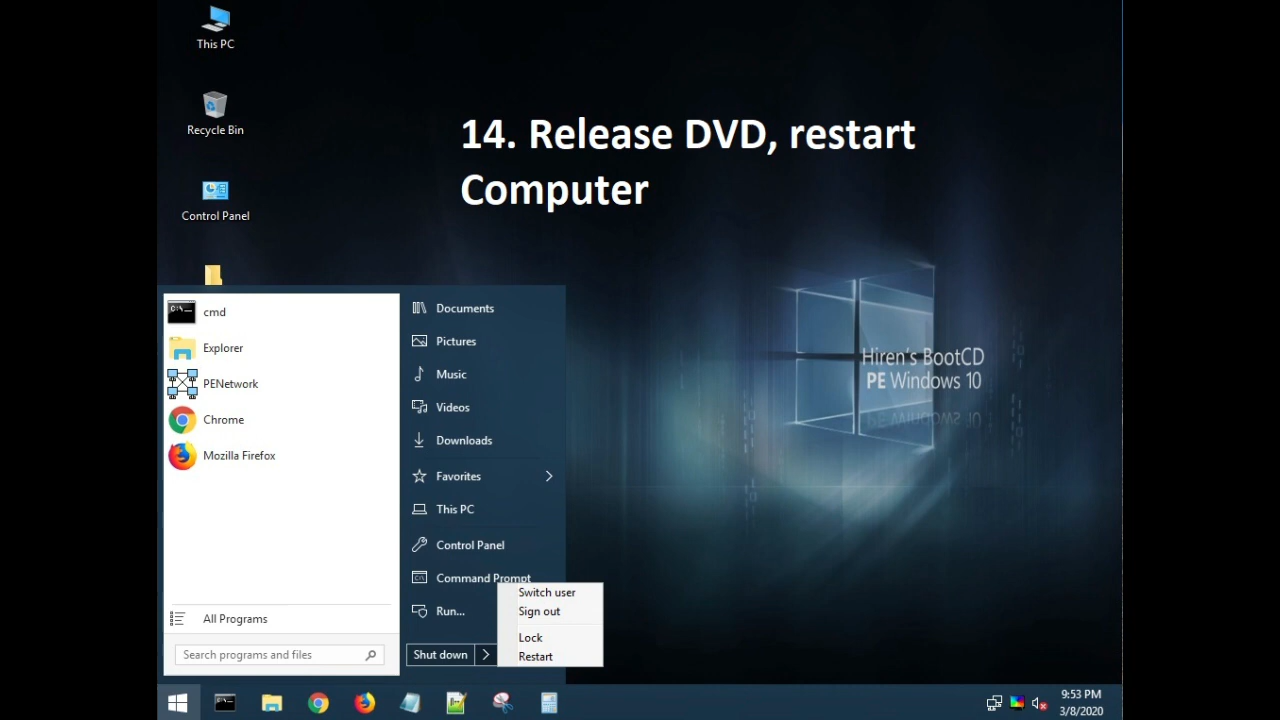 This PC
Recycle Bin
Control Panel
14. Release DVD, restart
Computer
Hiren's BootCD
PE Windows 10
cmd
Explorer
PENetwork
Chrome
Mozilla Firefox
All Programs
Search programs and files
Documents
Pictures
Music
Videos
Downloads
Favorites
This PC
Control Panel
Command Prompt
Run...
Shut down
Switch user
Sign out
Lock
Restart
9:53 PM
3/8/2020